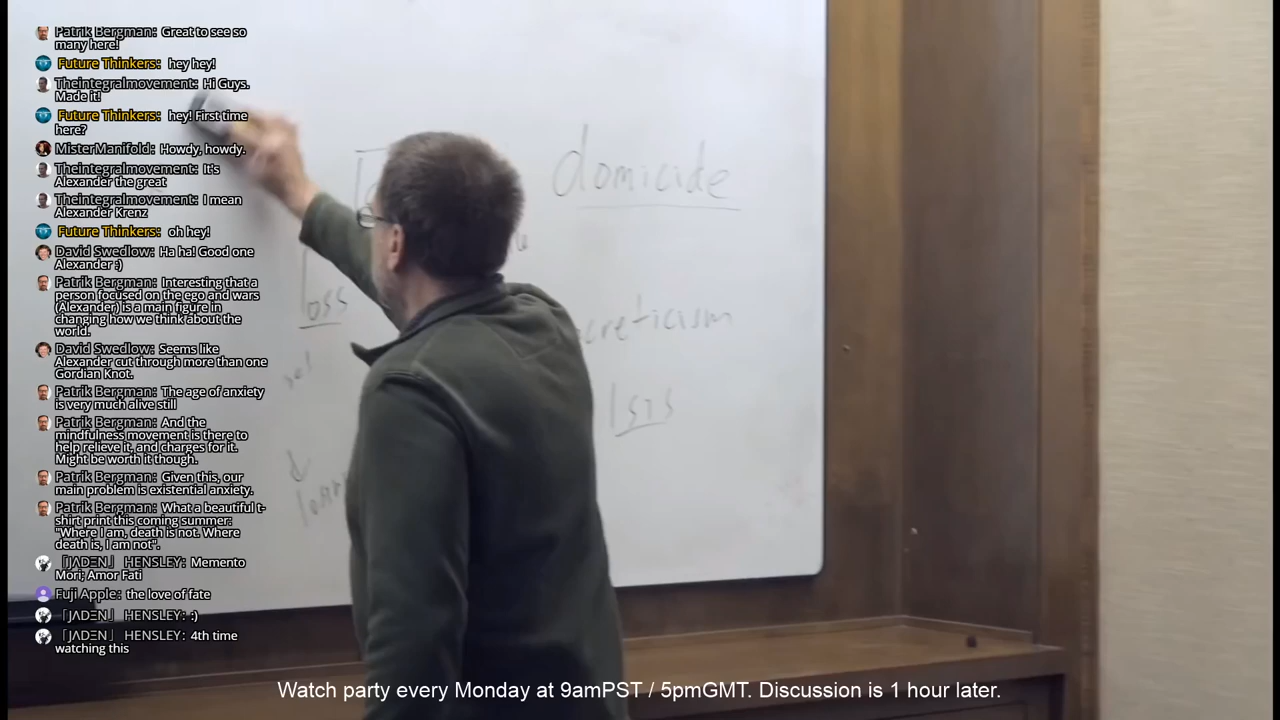 Patrik Bergman: Great to see so
many here!
Future Thinkers: hey hey!
Theintegralmovement: Hi Guys.
Made it!
Future Thinkers: hey! First time
here?
MisterManifold: Howdy, howdy.
Theintegralmovement: It's
Alexander the great
Theintegralmovement: I mean
Alexander Krenz
Future Thinkers: oh hey!
David Swedlow: Ha ha! Good one
Alexander :)
Patrik Bergman: Interesting that a
person focused on the ego and wars
(Alexander) is a main figure in
changing how we think about the
world.
David Swedlow: Seems like
Alexander cut through more than one
Gordian Knot.
Patrik Bergman: The age of anxiety
is very much alive still
Patrik Bergman: And the
mindfulness movement is there to
help relieve it, and charges for it.
Might be worth it though.
Patrik Bergman: Given this, our
main problem is existential anxiety.
Patrik Bergman: What a beautiful t-
shirt print this coming summer:
"Where I am, death is not. Where
death is, I am not".
「JΛDΞN」 HENSLEY: Memento
Mori; Amor Fati
Fuji Apple: the love of fate
「JΛDΞN」 HENSLEY: :)
「JΛDΞN」 HENSLEY: 4th time
watching this
domicide
loss
creticism
Isis
Watch party every Monday at 9amPST / 5pmGMT. Discussion is 1 hour later.